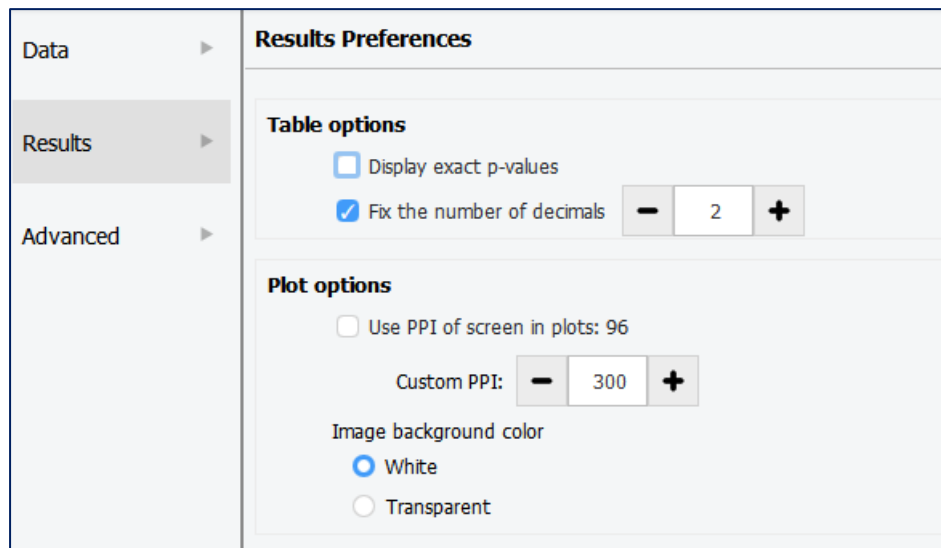 Data
Results
Advanced
Results Preferences
Table options
Display exact p-values
Fix the number of decimals 2
Plot options
Use PPI of screen in plots: 96
Custom PPI: 300
Image background color
White
Transparent